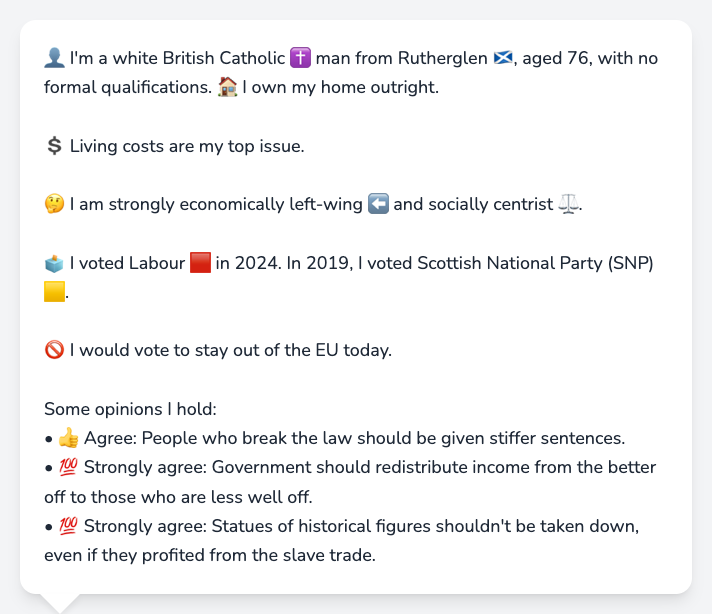 👤 I'm a white British Catholic ✝️ man from Rutherglen 🏴󠁧󠁢󠁳󠁣󠁴󠁿, aged 76, with no
formal qualifications. 🏠 I own my home outright.
💲 Living costs are my top issue.
🤔 I am strongly economically left-wing ⬅️ and socially centrist ⚖️.
🗳️ I voted Labour 🟥 in 2024. In 2019, I voted Scottish National Party (SNP)
🟨.
🚫 I would vote to stay out of the EU today.
Some opinions I hold:
• 👍 Agree: People who break the law should be given stiffer sentences.
• 💯 Strongly agree: Government should redistribute income from the better
off to those who are less well off.
• 💯 Strongly agree: Statues of historical figures shouldn't be taken down,
even if they profited from the slave trade.